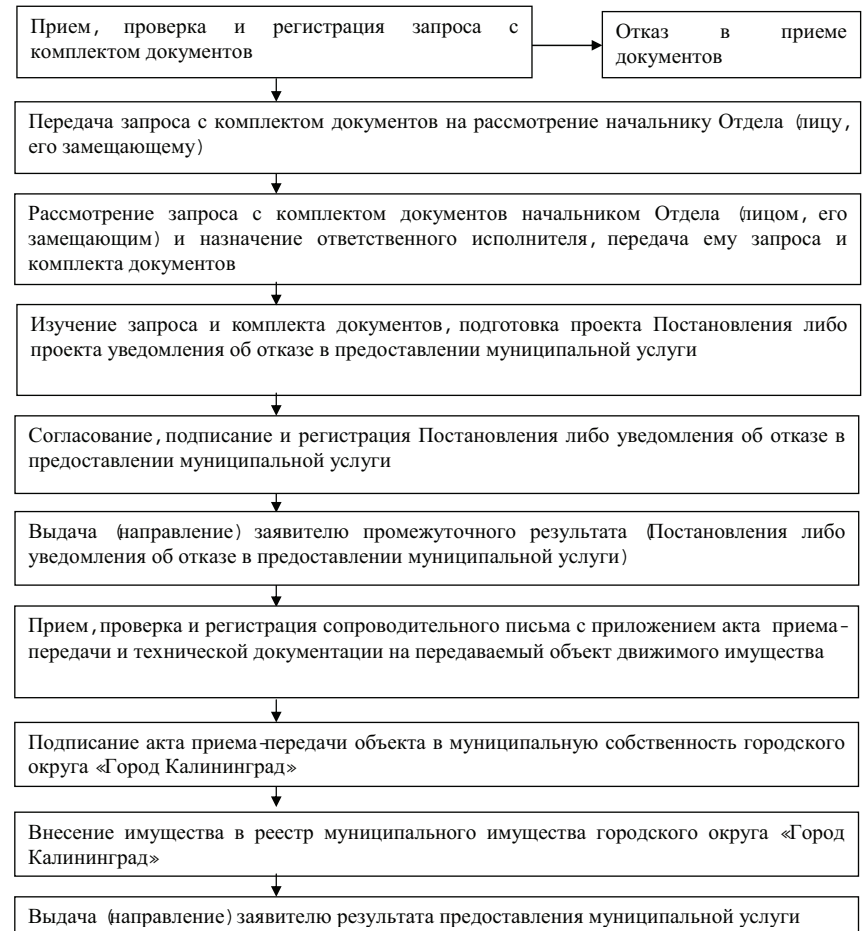 Прием, проверка и регистрация запроса с
комплектом документов
Отказ в приеме
документов
Передача запроса с комплектом документов на рассмотрение начальнику Отдела (лицу,
его замещающему)
Рассмотрение запроса с комплектом документов начальником Отдела (лицом, его
замещающим) и назначение ответственного исполнителя, передача ему запроса и
комплекта документов
Изучение запроса и комплекта документов, подготовка проекта Постановления либо
проекта уведомления об отказе в предоставлении муниципальной услуги
Согласование, подписание и регистрация Постановления либо уведомления об отказе в
предоставлении муниципальной услуги
Выдача (направление) заявителю промежуточного результата (Постановления либо
уведомления об отказе в предоставлении муниципальной услуги)
Прием, проверка и регистрация сопроводительного письма с приложением акта приема-
передачи и технической документации на передаваемый объект движимого имущества
Подписание акта приема-передачи объекта в муниципальную собственность городского
округа «Город Калининград»
Внесение имущества в реестр муниципального имущества городского округа «Город
Калининград»
Выдача (направление) заявителю результата предоставления муниципальной услуги